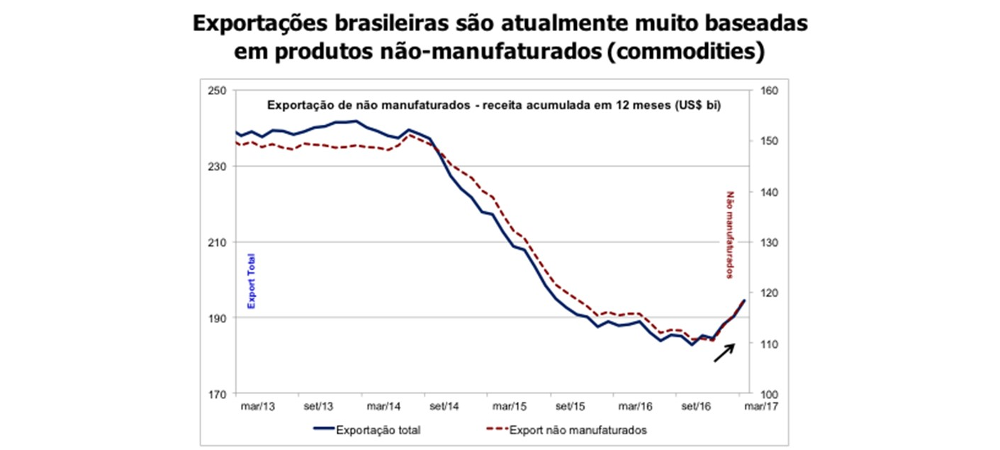 Exportações brasileiras são atualmente muito baseadas
em produtos não-manufaturados (commodities)
Exportação de não manufaturados - receita acumulada em 12 meses (US$ bi)
250
230
210
190
170
160
150
140
130
120
110
100
Export Total
Não manufaturados
mar/13 set/13 mar/14 set/14 mar/15 set/15 mar/16 set/16 mar/17
Exportação total Export não manufaturados